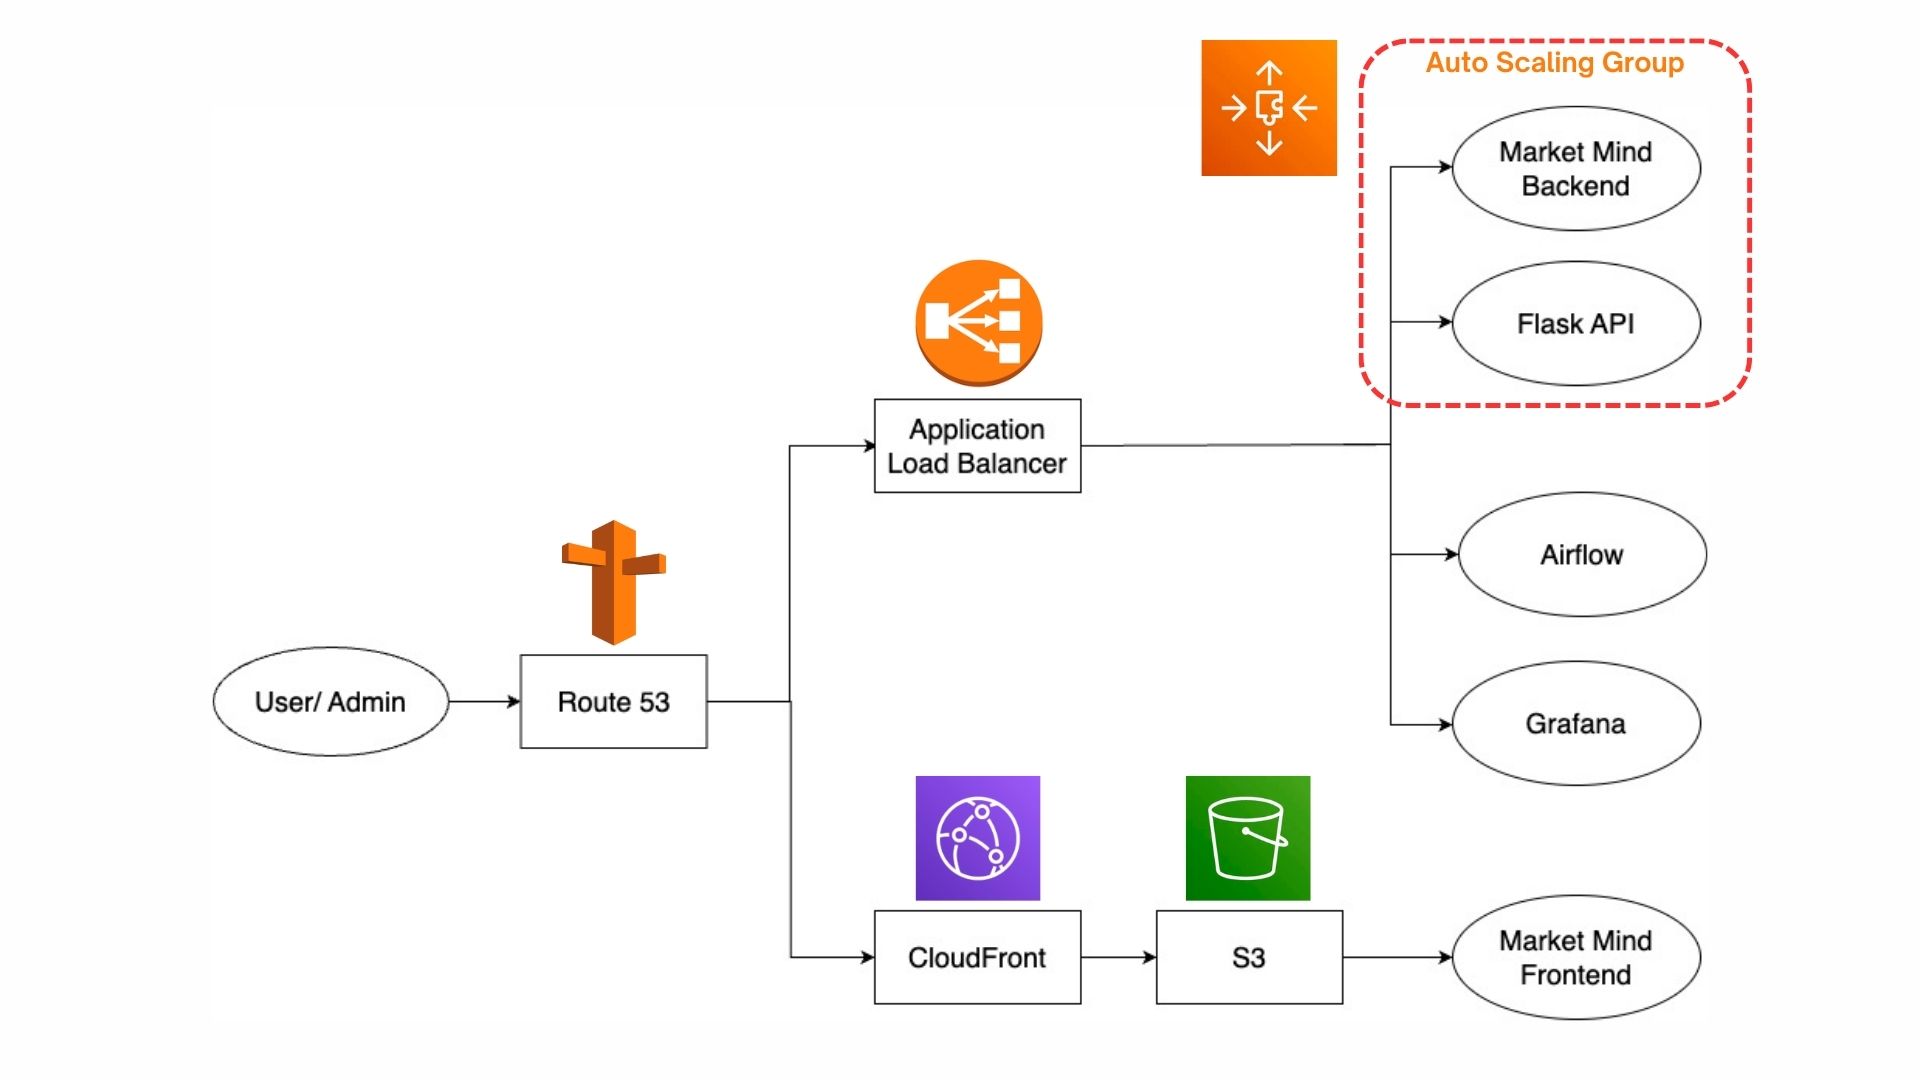 Auto Scaling Group
Market Mind
Backend
Flask API
Application
Load Balancer
Airflow
User/ Admin
Route 53
Grafana
CloudFront
S3
Market Mind
Frontend